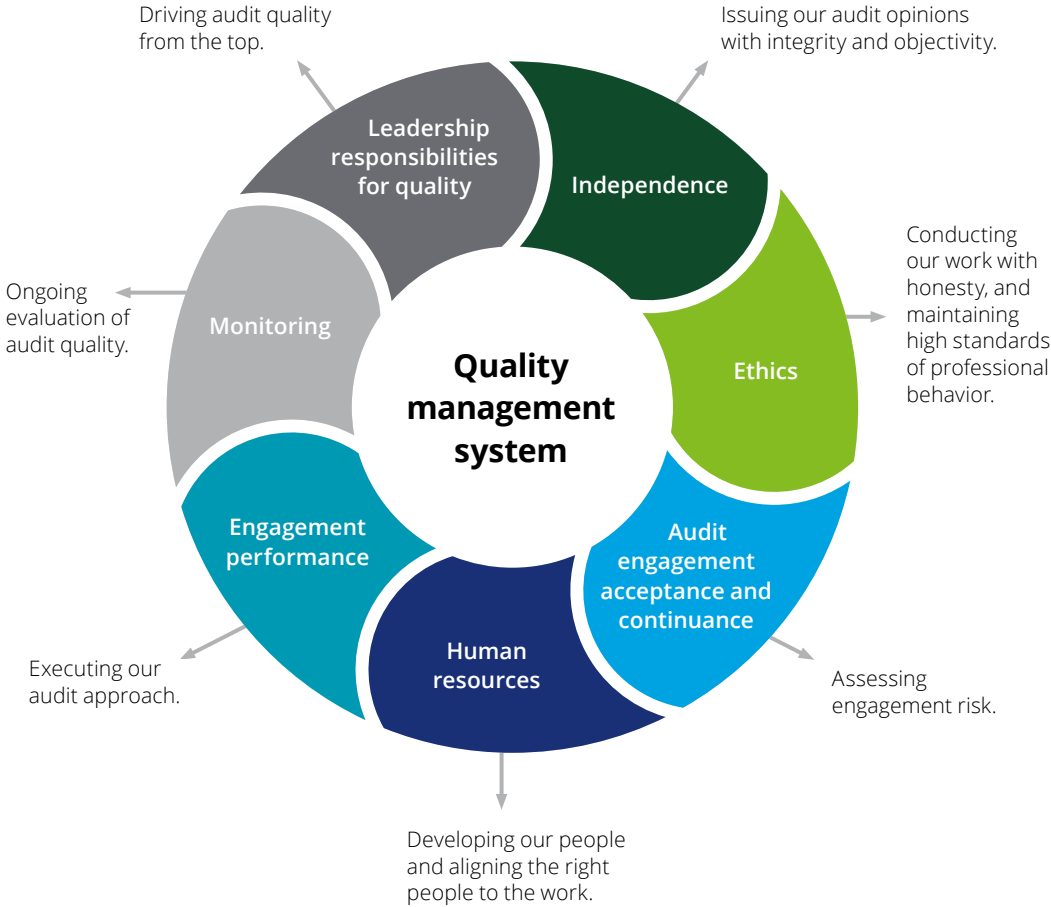 Driving audit quality
from the top.
Issuing our audit opinions
with integrity and objectivity.
Leadership
responsibilities
for quality
Independence
Conducting
our work with
honesty, and
maintaining
high standards
of professional
behavior.
Ongoing
evaluation of
audit quality.
Monitoring
Ethics
Quality
management
system
Engagement
performance
Audit
engagement
acceptance and
continuance
Human
resources
Executing our
audit approach.
Assessing
engagement risk.
Developing our people
and aligning the right
people to the work.